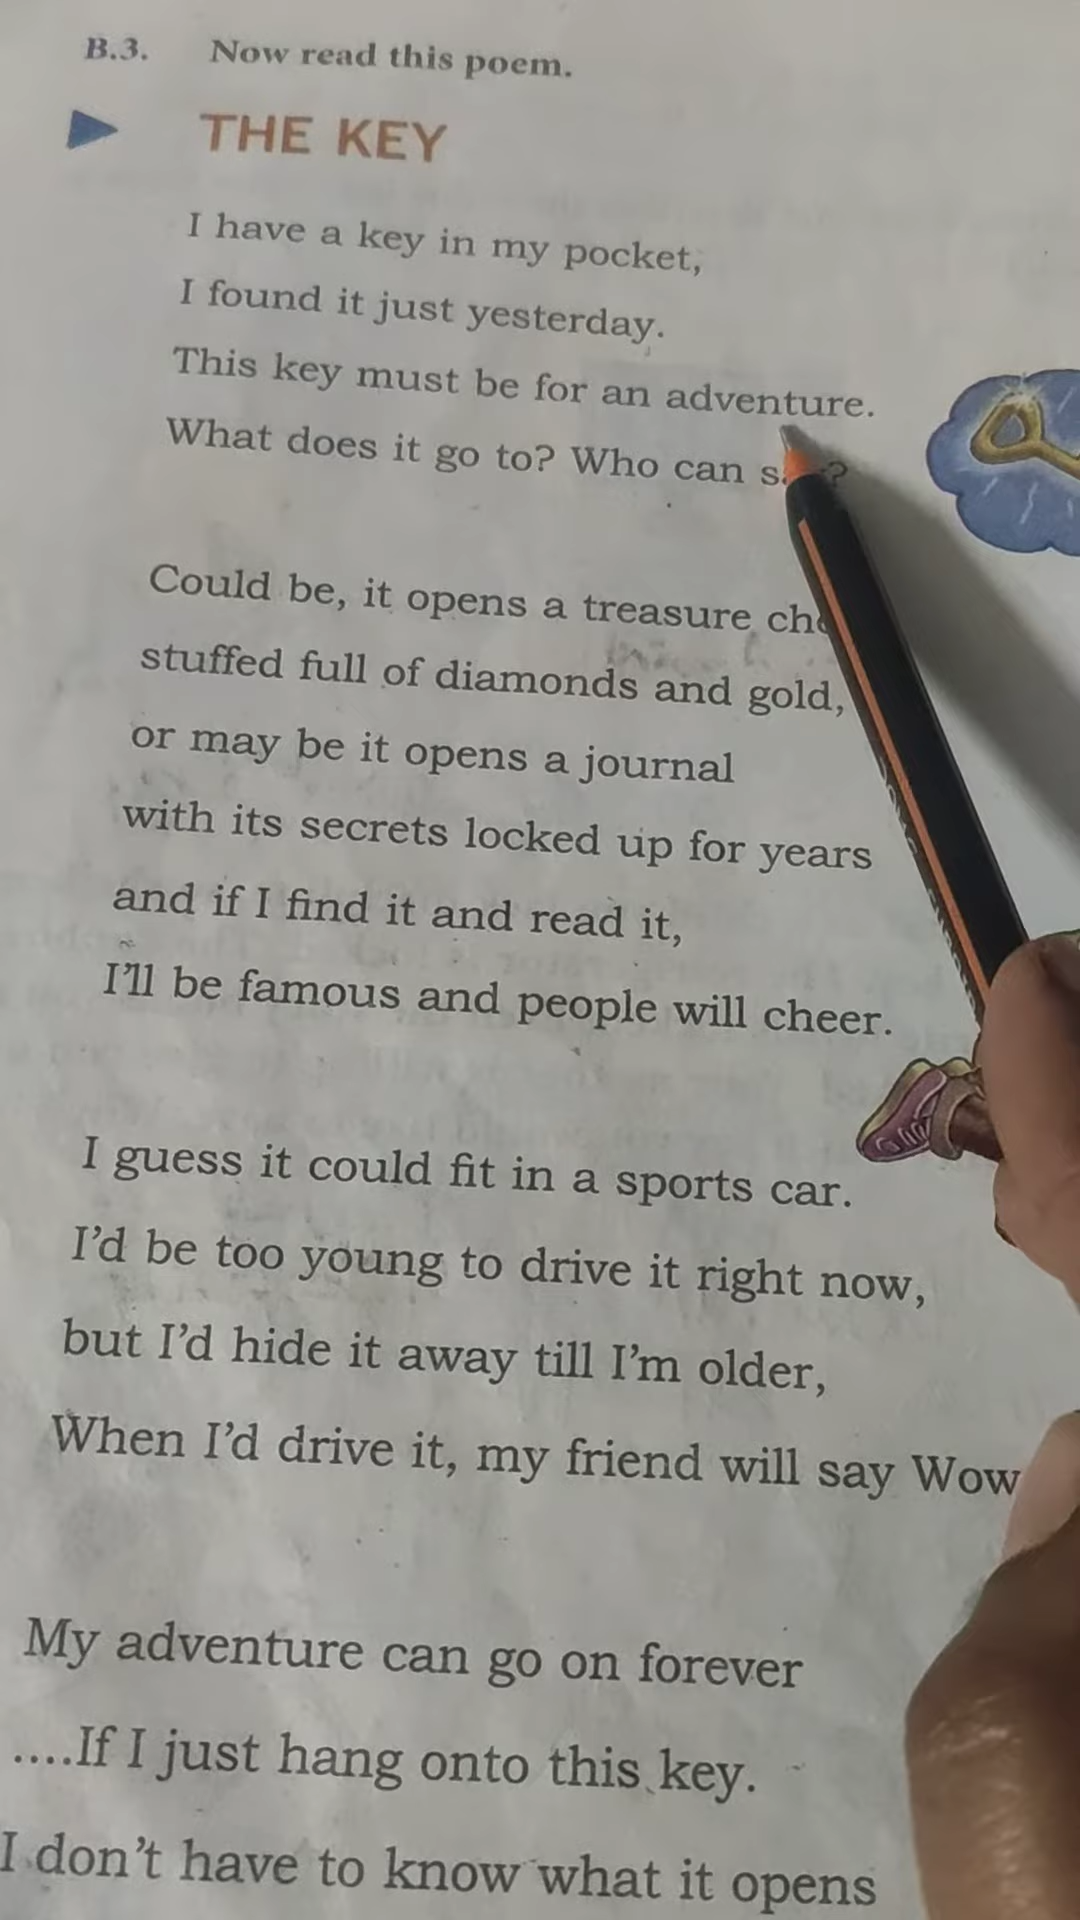 B.3. Now read this poem.
THE KEY
I have a key in my pocket,
I found it just yesterday.
This key must be for an adventure.
What does it go to? Who can ?
Could be, it opens a treasure
stuffed full of diamonds and gold,
or may be it opens a journal
with its secrets locked up for years
and if I find it and read it,
I'll be famous and people will cheer.
I guess it could fit in a sports car.
I'd be too young to drive it right now,
but I'd hide it away till I'm older,
When I'd drive it, my friend will say Wow
My adventure can go on forever
....If I just hang onto this key.
I don't have to know what it opens